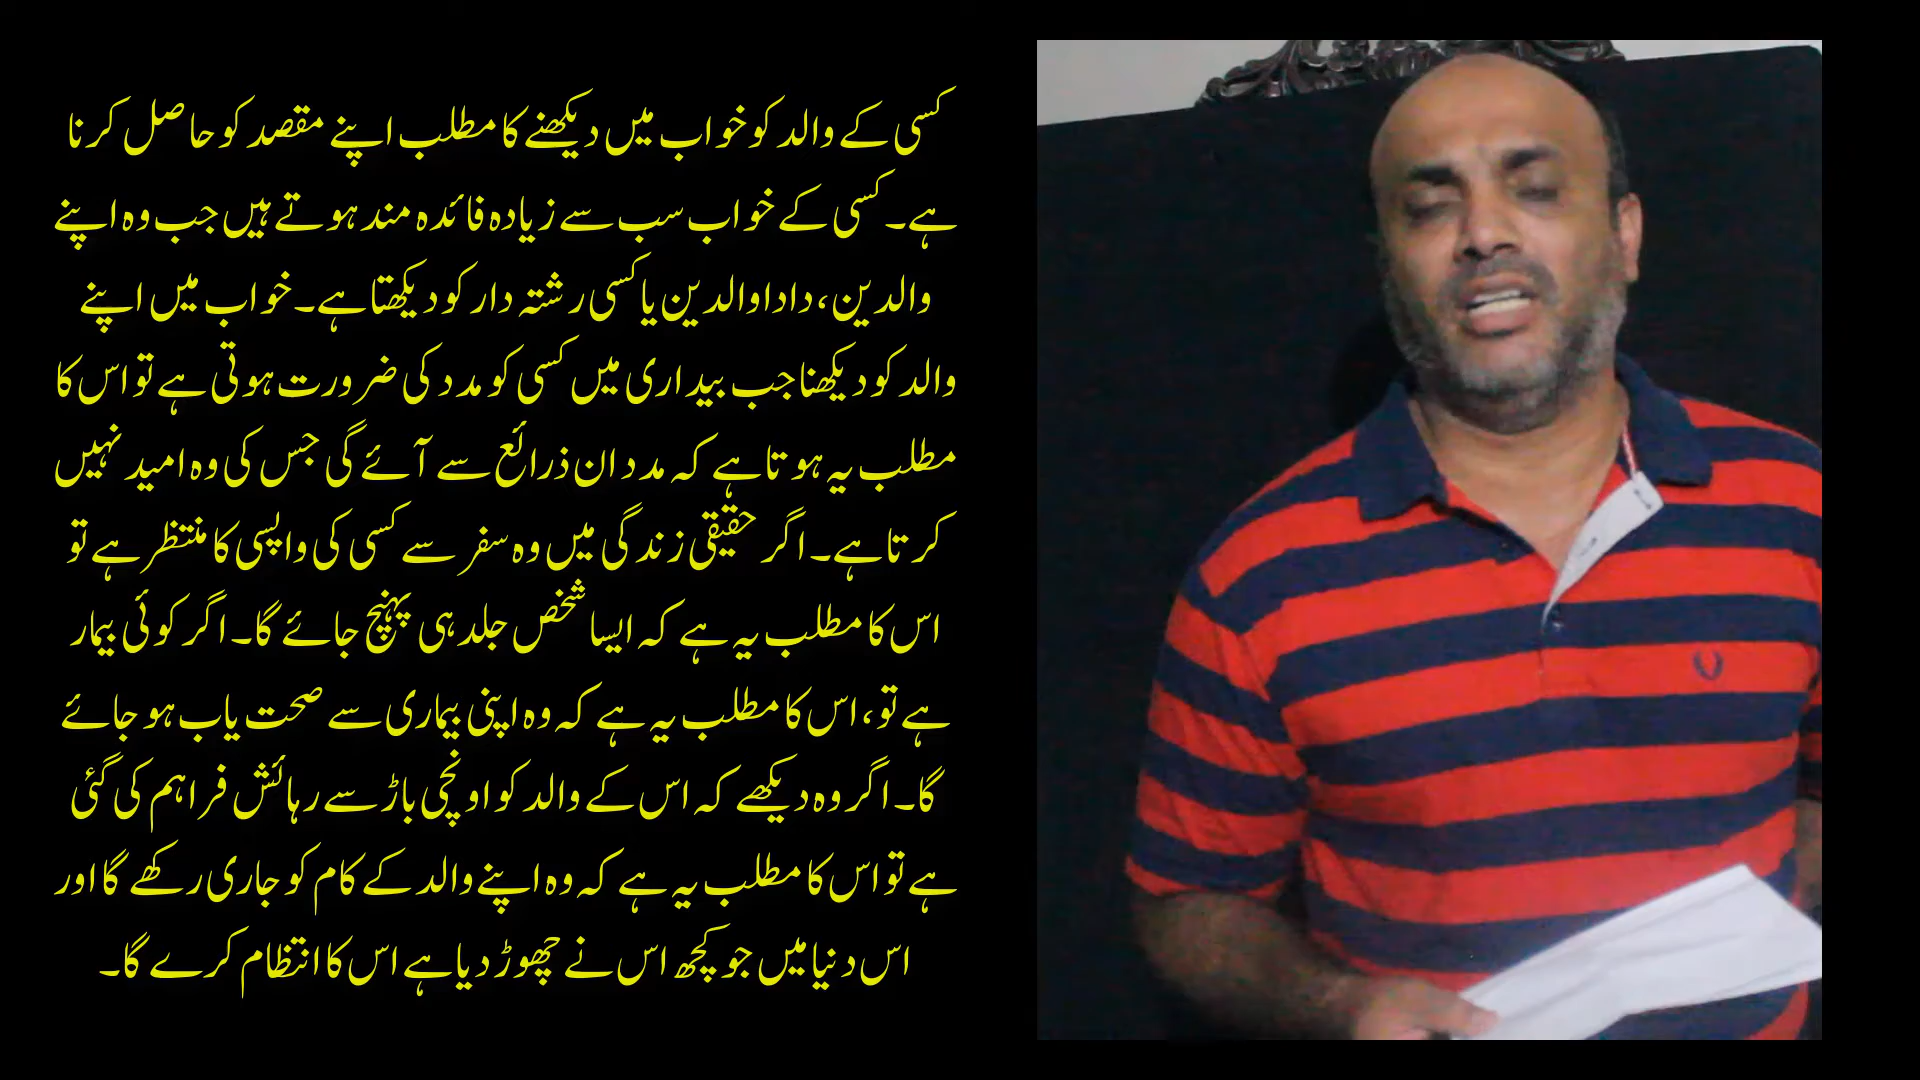 کسی کے والد کو خواب میں دیکھنے کا مطلب اپنے مقصد کو حاصل کرنا
ہے۔ کسی کے خواب سب سے زیادہ فائدہ مند ہوتے ہیں جب وہ اپنے
والدین، دادا والدین یا کسی رشتہ دار کو دیکھتا ہے۔ خواب میں اپنے
والد کو دیکھنا جب بیداری میں کسی کو مدد کی ضرورت ہوتی ہے تو اس کا
مطلب یہ ہوتا ہے کہ مدد ان ذرائع سے آئے گی جس کی وہ امید نہیں
کرتا ہے۔ اگر حقیقی زندگی میں وہ سفر سے کسی کی واپسی کا منتظر ہے تو
اس کا مطلب یہ ہے کہ ایسا شخص جلد ہی پہنچ جائے گا۔ اگر کوئی بیمار
ہے تو، اس کا مطلب یہ ہے کہ وہ اپنی بیماری سے صحت یاب ہو جائے
گا۔ اگر وہ دیکھے کہ اس کے والد کو اونچی باڑ سے رہائش فراہم کی گئی
ہے تو اس کا مطلب یہ ہے کہ وہ اپنے والد کے کام کو جاری رکھے گا اور
اس دنیا میں جو کچھ اس نے چھوڑ دیا ہے اس کا انتظام کرے گا۔